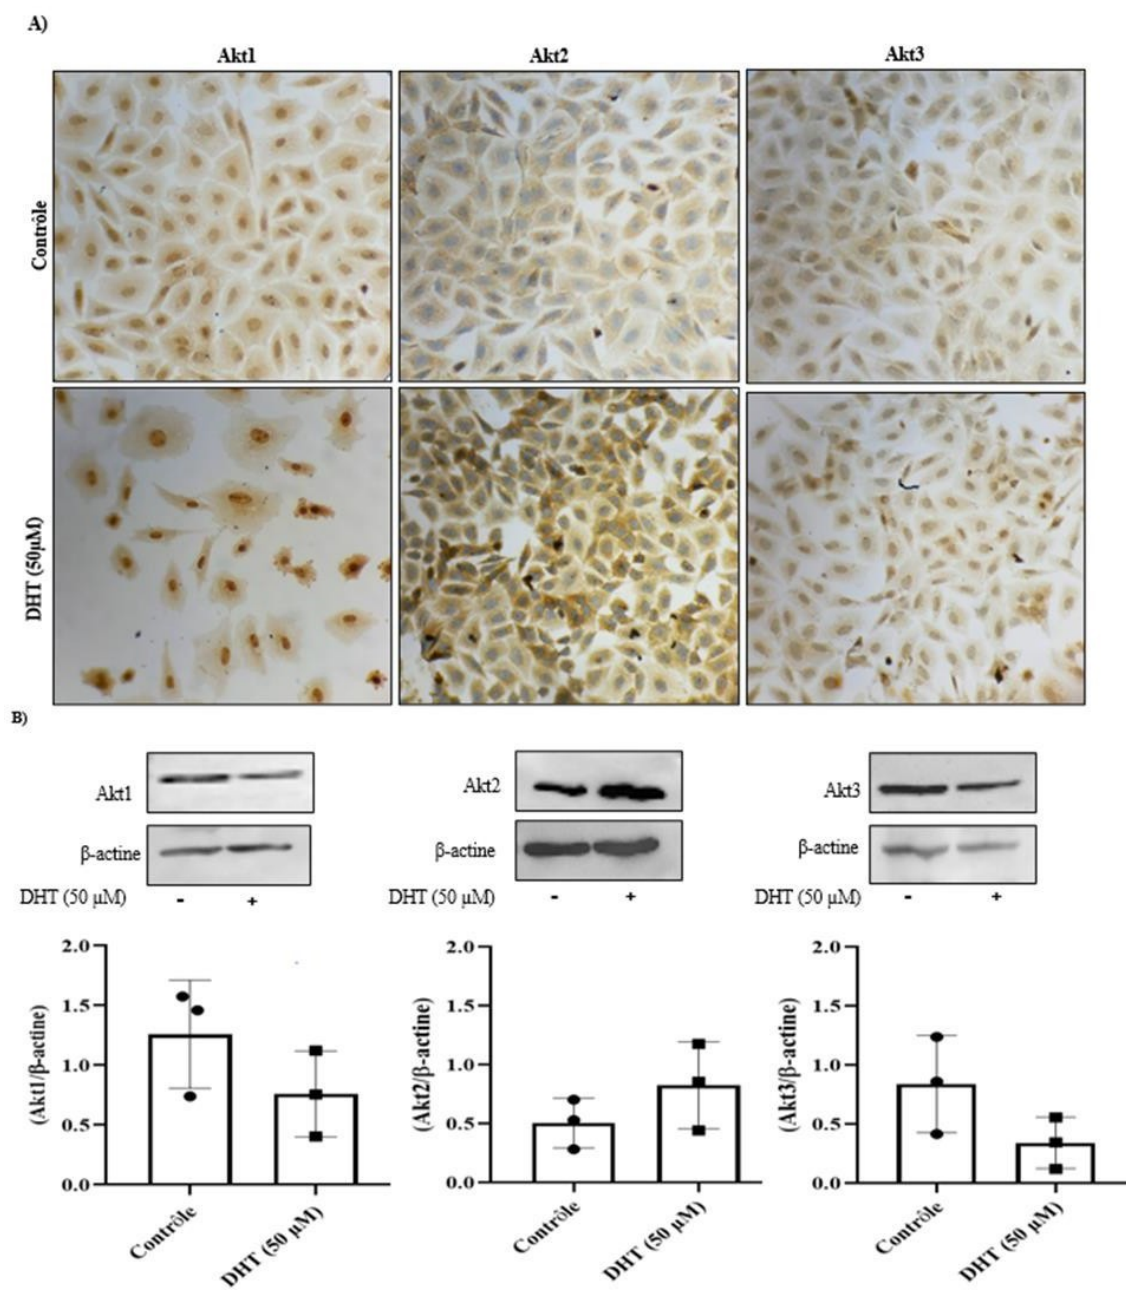 A)
Akt1 Akt2 Akt3
Contrôle
DHT (50µM)
B)
Akt1
β-actine
DHT (50 µM) - +
Akt2
β-actine
DHT (50 µM) - +
Akt3
β-actine
DHT (50 µM) - +
(Akt1/β-actine)
2.0
1.5
1.0
0.5
0.0
Contrôle
DHT (50 µM)
(Akt2/β-actine)
2.0
1.5
1.0
0.5
0.0
Contrôle
DHT (50 µM)
(Akt3/β-actine)
2.0
1.5
1.0
0.5
0.0
Contrôle
DHT (50 µM)